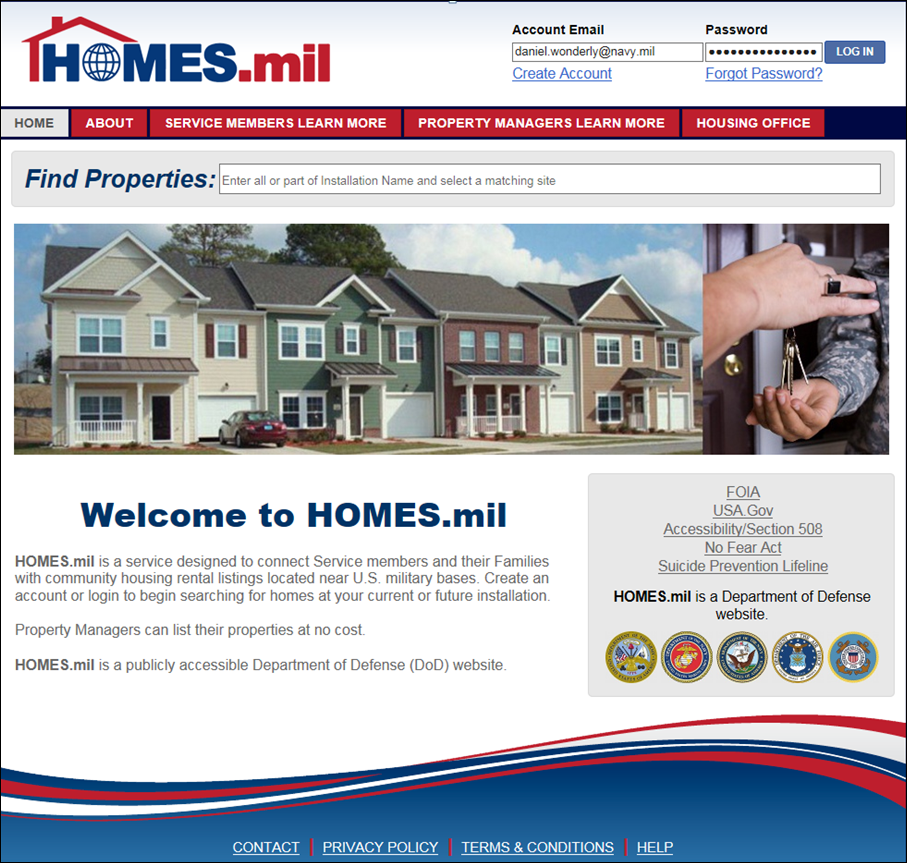 HOMES.mil
Account Email
Password
daniel.wonderly@navy.mil
•••••••••••••••
LOG IN
Create Account
Forgot Password?
HOME
ABOUT
SERVICE MEMBERS LEARN MORE
PROPERTY MANAGERS LEARN MORE
HOUSING OFFICE
Find Properties:
Enter all or part of Installation Name and select a matching site
Welcome to HOMES.mil
HOMES.mil is a service designed to connect Service members and their Families
with community housing rental listings located near U.S. military bases. Create an
account or login to begin searching for homes at your current or future installation.
Property Managers can list their properties at no cost.
HOMES.mil is a publicly accessible Department of Defense (DoD) website.
FOIA
USA.Gov
Accessibility/Section 508
No Fear Act
Suicide Prevention Lifeline
HOMES.mil is a Department of Defense
website.
CONTACT | PRIVACY POLICY | TERMS & CONDITIONS | HELP